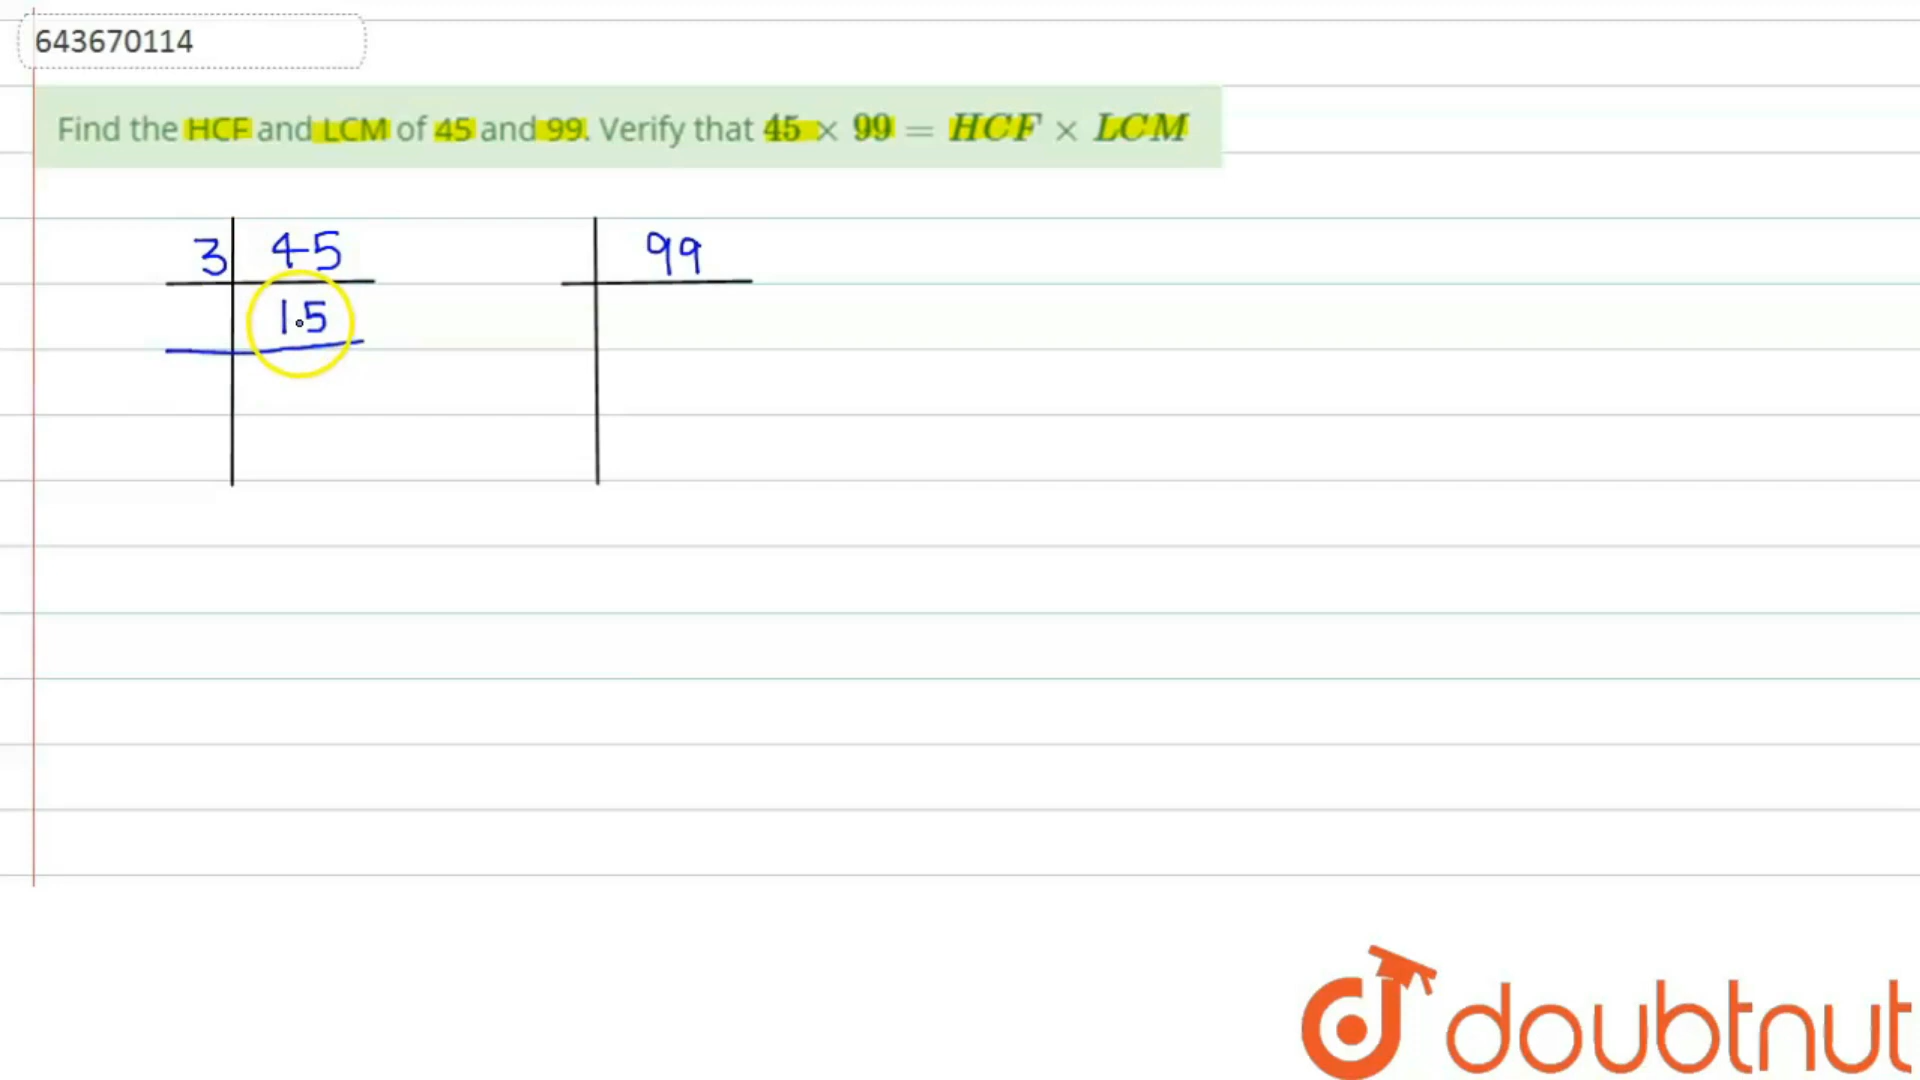 643670114
Find the HCF and LCM of 45 and 99. Verify that 45 × 99 = HCF × LCM
3 45 99
15
doubtnut